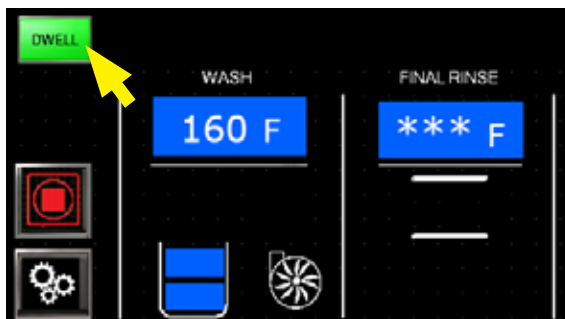 DWELL
WASH
FINAL RINSE
160 F
*** F